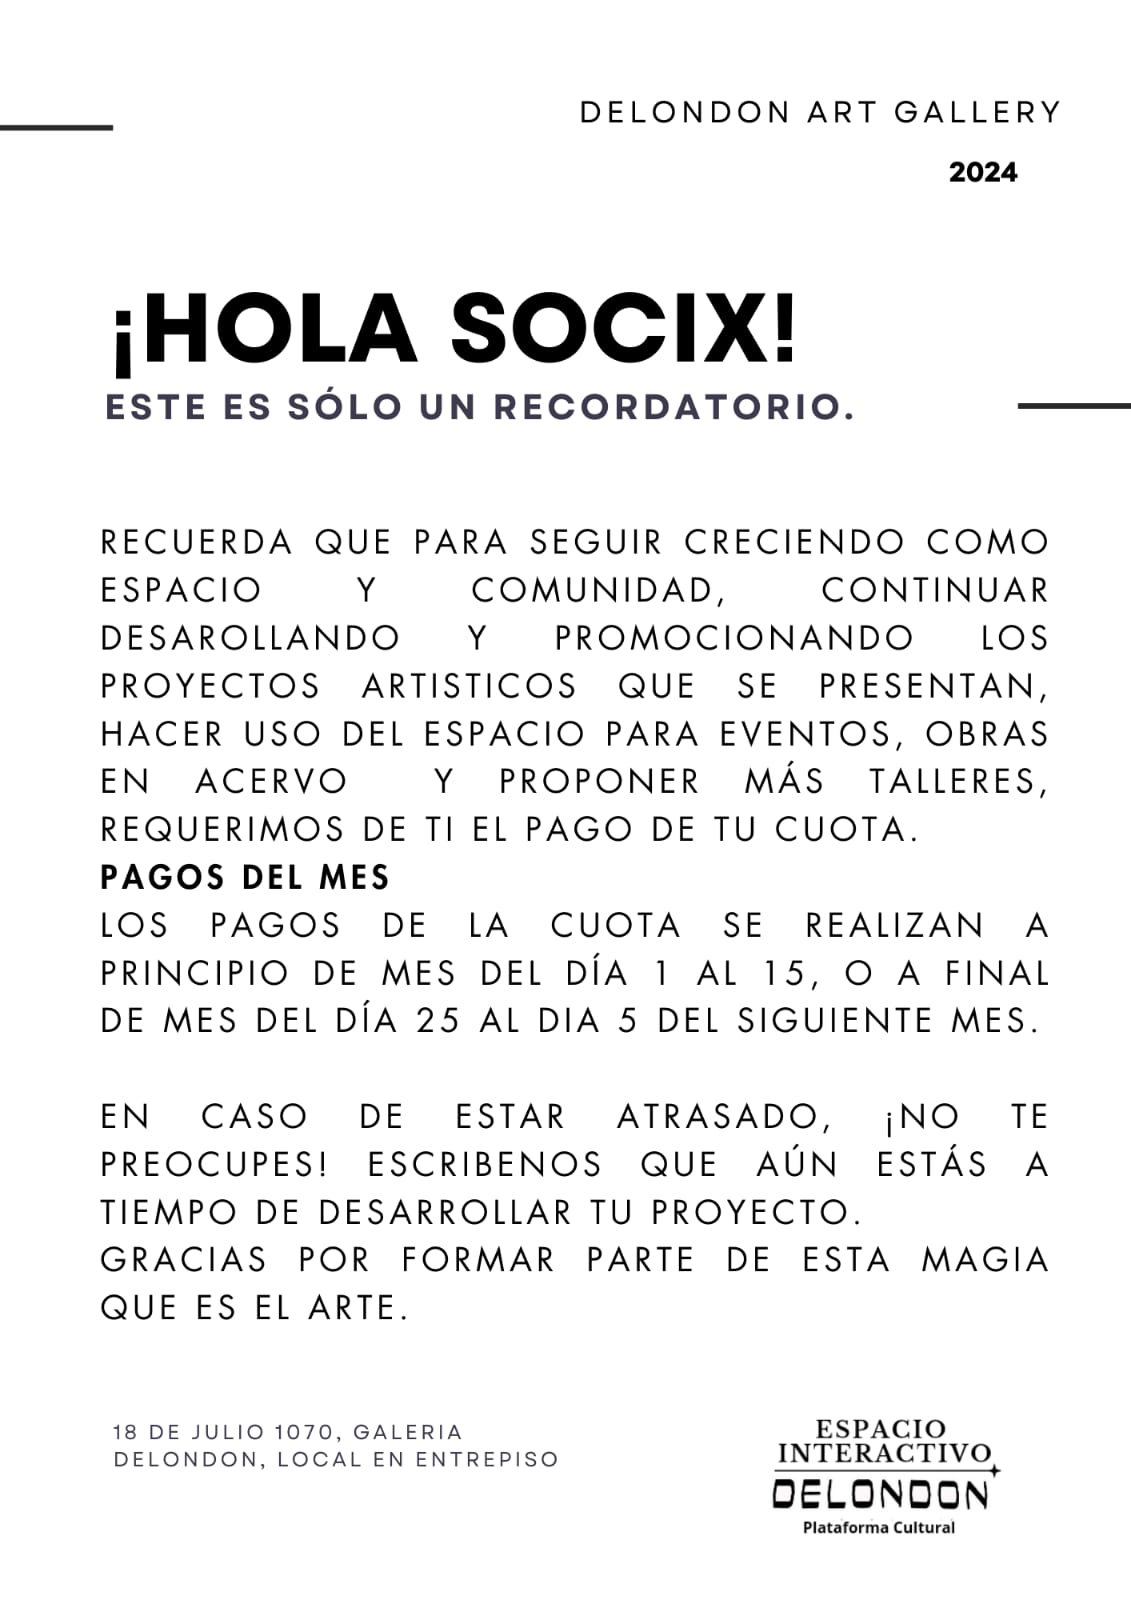 DELONDON ART GALLERY
2024
¡HOLA SOCIX!
ESTE ES SÓLO UN RECORDATORIO.
RECUERDA QUE PARA SEGUIR CRECIENDO COMO
ESPACIO Y COMUNIDAD, CONTINUAR
DESAROLLANDO Y PROMOCIONANDO LOS
PROYECTOS ARTISTICOS QUE SE PRESENTAN,
HACER USO DEL ESPACIO PARA EVENTOS, OBRAS
EN ACERVO Y PROPONER MÁS TALLERES,
REQUERIMOS DE TI EL PAGO DE TU CUOTA.
PAGOS DEL MES
LOS PAGOS DE LA CUOTA SE REALIZAN A
PRINCIPIO DE MES DEL DÍA 1 AL 15, O A FINAL
DE MES DEL DÍA 25 AL DIA 5 DEL SIGUIENTE MES.
EN CASO DE ESTAR ATRASADO, ¡NO TE
PREOCUPES! ESCRIBENOS QUE AÚN ESTÁS A
TIEMPO DE DESARROLLAR TU PROYECTO.
GRACIAS POR FORMAR PARTE DE ESTA MAGIA
QUE ES EL ARTE.
18 DE JULIO 1070, GALERIA
DELONDON, LOCAL EN ENTREPISO
ESPACIO
INTERACTIVO
DELONDON
Plataforma Cultural